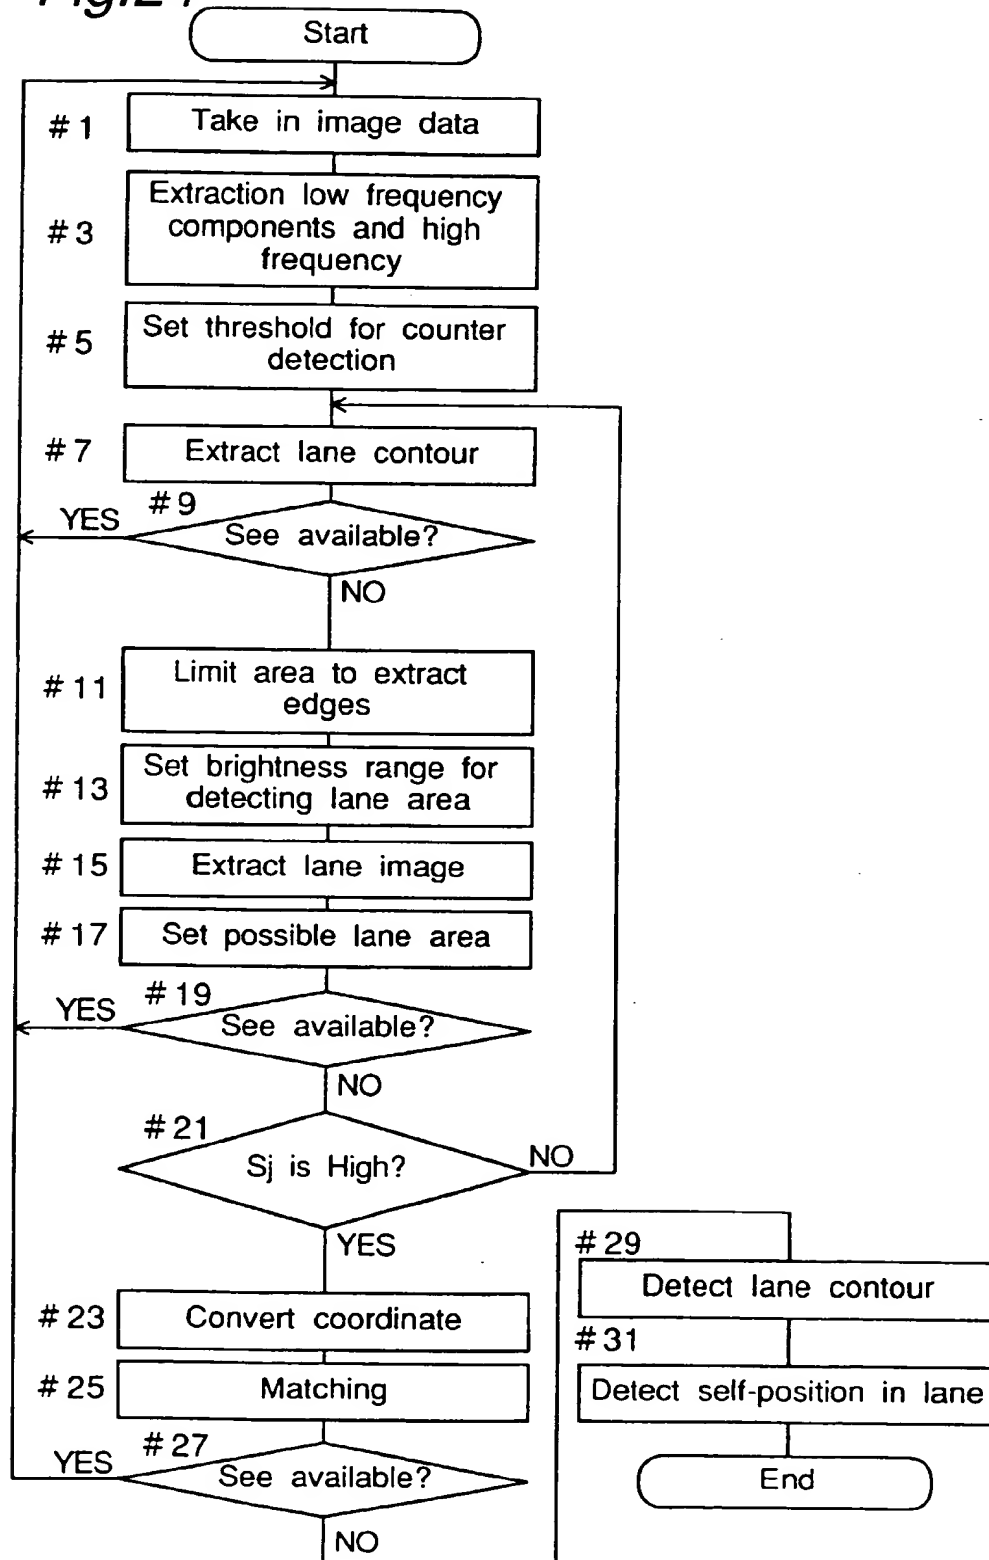 Start
#1
Take in image data
#3
Extraction low frequency
components and high
frequency
#5
Set threshold for counter
detection
#7
Extract lane contour
#9
YES
See available?
NO
#11
Limit area to extract
edges
#13
Set brightness range for
detecting lane area
#15
Extract lane image
#17
Set possible lane area
#19
YES
See available?
NO
#21
Sj is High?
NO
YES
#23
Convert coordinate
#25
Matching
#27
YES
See available?
NO
#29
Detect lane contour
#31
Detect self-position in lane
End